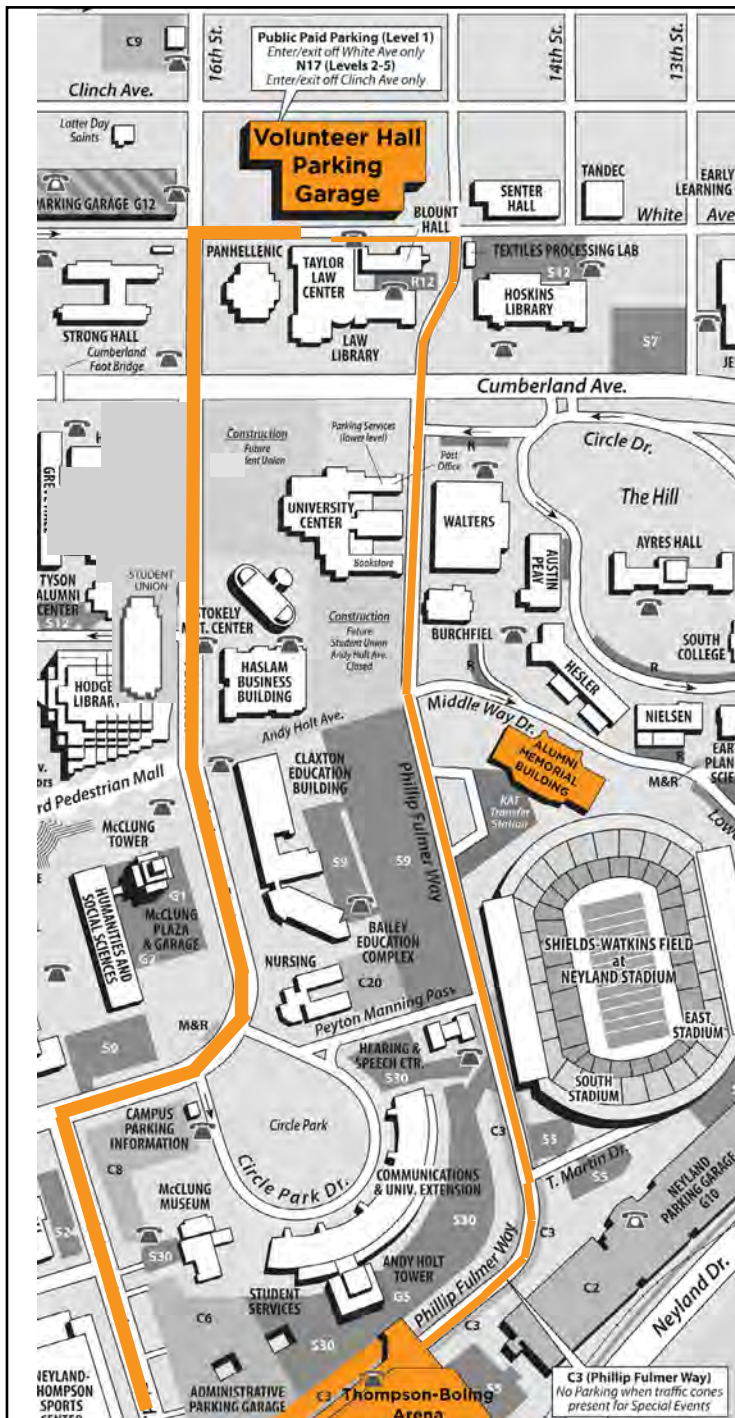 C9
16th St.
Public Paid Parking (Level 1)
Enter/exit off White Ave only
N17 (Levels 2-5)
Enter/exit off Clinch Ave only
14th St.
13th St.
Clinch Ave.
Latter Day
Saints
Volunteer Hall
Parking
Garage
PARKING GARAGE G12
SENTER
HALL
TANDEC
EARLY
LEARNING
White
Ave
BLOUNT
HALL
PANHELLENIC
TAYLOR
LAW
CENTER
R12
TEXTILES PROCESSING LAB
S12
HOSKINS
LIBRARY
LAW
LIBRARY
STRONG HALL
Cumberland
Foot Bridge
S7
JE
Cumberland Ave.
Construction
Future
ent Union
Parking Services
(lower level)
Post
Office
N
Circle Dr.
The Hill
UNIVERSITY
CENTER
WALTERS
Bookstore
AUSTIN
PEAY
AYRES HALL
TYSON
ALUMNI
CENTER
S12
STUDENT
UNION
STOKELY
MGT. CENTER
Construction
Future
Student Union
Andy Holt Ave.
Closed
BURCHFIEL
SOUTH
COLLEGE
R
R
HESLER
HODGE
LIBRARY
HASLAM
BUSINESS
BUILDING
Andy Holt Ave.
Middle Way Dr.
NIELSEN
R
M&R
EART
PLAN
SCIE
ALUMNI
MEMORIAL
BUILDING
CLAXTON
EDUCATION
BUILDING
Phillip Fulmer Way
KAT
Transfer
Station
rd Pedestrian Mall
Lowe
McCLUNG
TOWER
S9
S9
G1
McCLUNG
PLAZA
& GARAGE
HUMANITIES AND
SOCIAL SCIENCES
G2
BAILEY
EDUCATION
COMPLEX
SHIELDS-WATKINS FIELD
at
NEYLAND STADIUM
NURSING
C20
EAST
STADIUM
M&R
Peyton Manning Pass
S9
HEARING &
SPEECH CTR.
S30
SOUTH
STADIUM
CAMPUS
PARKING
INFORMATION
Circle Park
C3
S5
C8
Circle Park Dr.
COMMUNICATIONS
& UNIV. EXTENSION
T. Martin Dr.
S5
NEYLAND
PARKING GARAGE
G10
McCLUNG
MUSEUM
S24
S30
S30
C3
ANDY HOLT
TOWER
G5
Phillip Fulmer Way
STUDENT
SERVICES
C2
Neyland Dr.
C6
S30
C3
NEYLAND-
THOMPSON
SPORTS
CENTER
ADMINISTRATIVE
PARKING GARAGE
C3
Thompson-Boling
Arena
C3 (Phillip Fulmer Way)
No Parking when traffic cones
present for Special Events